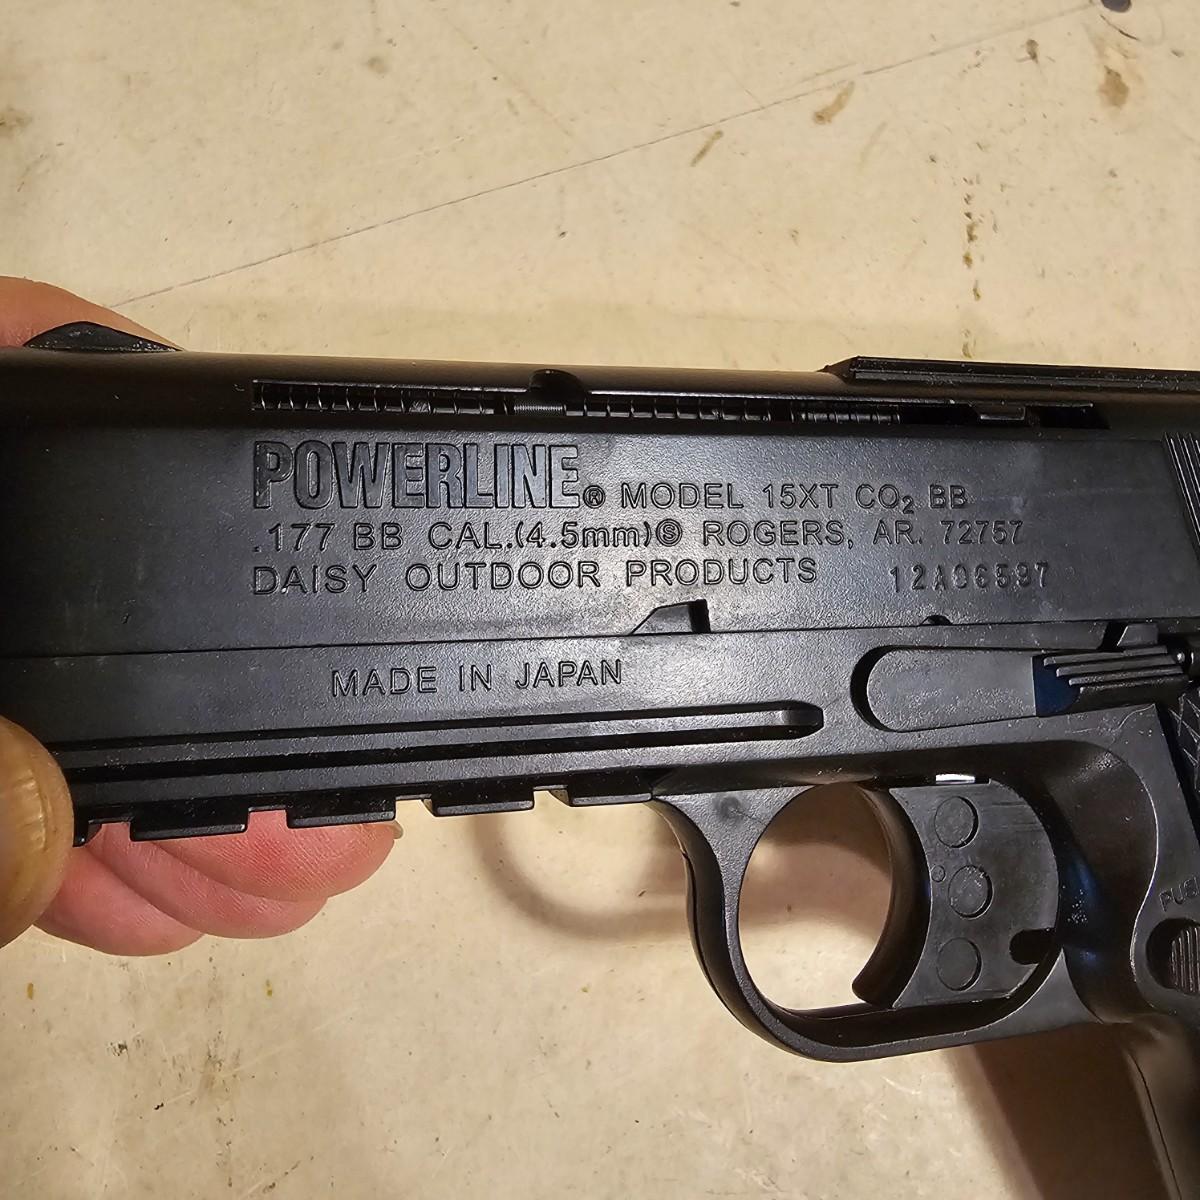 POWERLINE® MODEL 15XT CO₂ BB
.177 BB CAL.(4.5mm)Ⓢ ROGERS, AR. 72757
DAISY OUTDOOR PRODUCTS 12A06597
MADE IN JAPAN